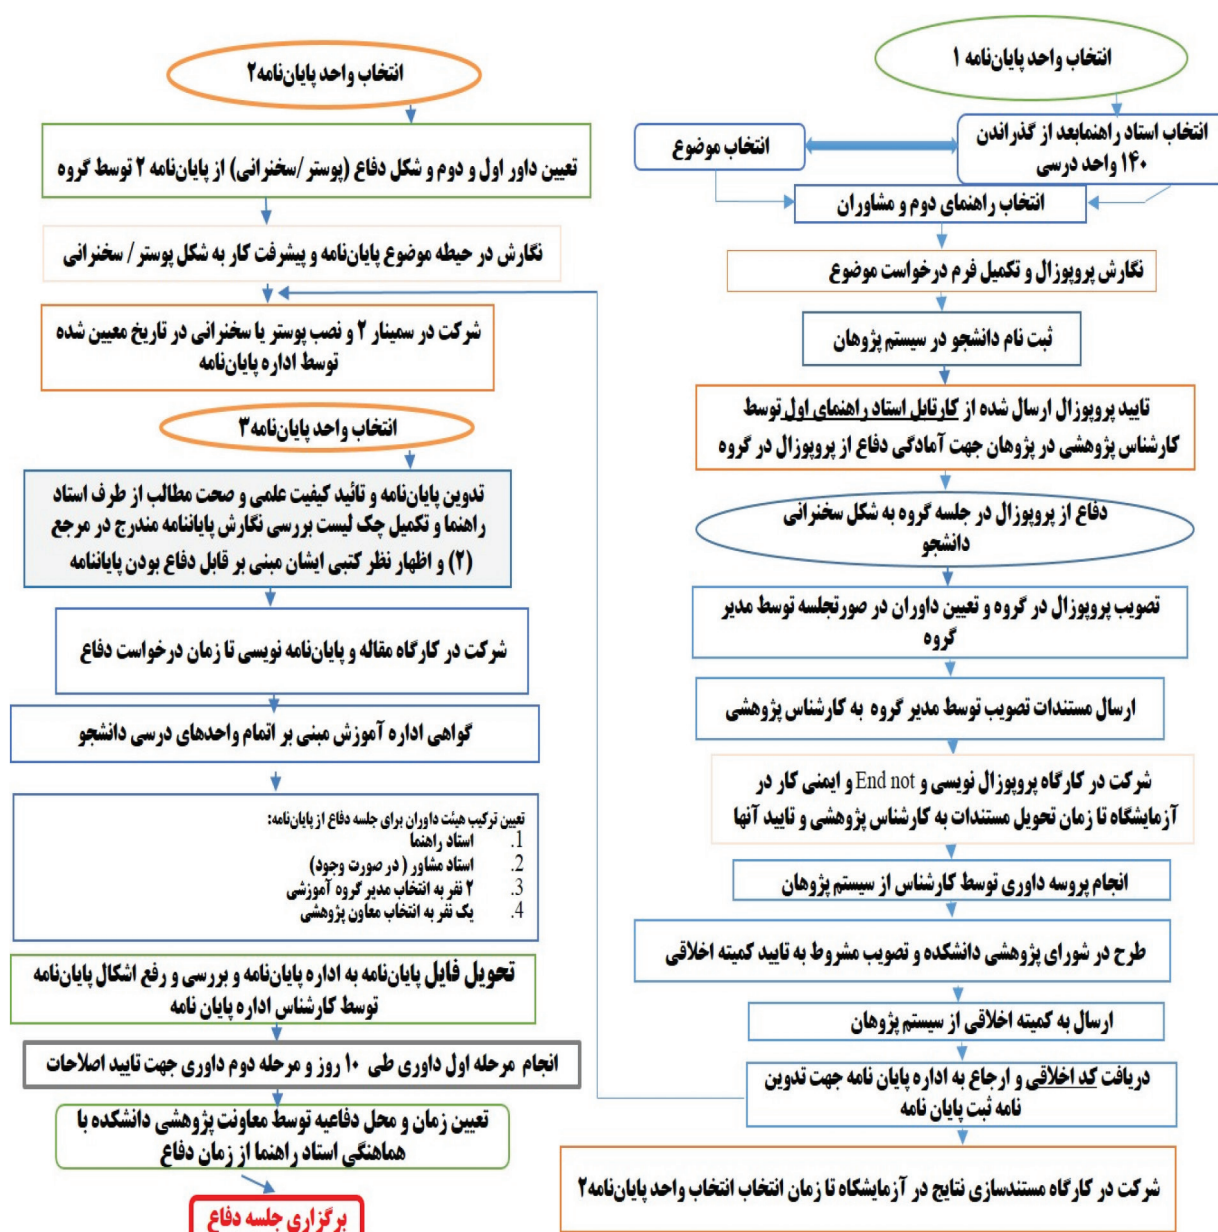 انتخاب واحد پایان‌نامه ۱
انتخاب استاد راهنمابعد از گذراندن
۱۴۰ واحد درسی
انتخاب موضوع
انتخاب راهنمای دوم و مشاوران
نگارش پروپوزال و تکمیل فرم درخواست موضوع
ثبت نام دانشجو در سیستم پژوهان
تایید پروپوزال ارسال شده از کارتابل استاد راهنمای اول توسط
کارشناس پژوهشی در پژوهان جهت آمادگی دفاع از پروپوزال در گروه
دفاع از پروپوزال در جلسه گروه به شکل سخنرانی
دانشجو
تصویب پروپوزال در گروه و تعیین داوران در صورتجلسه توسط مدیر
گروه
ارسال مستندات تصویب توسط مدیر گروه به کارشناس پژوهشی
شرکت در کارگاه پروپوزال نویسی و End not و ایمنی کار در
آزمایشگاه تا زمان تحویل مستندات به کارشناس پژوهشی و تایید آنها
انجام پروسه داوری توسط کارشناس از سیستم پژوهان
طرح در شورای پژوهشی دانشکده و تصویب مشروط به تایید کمیته اخلاقی
ارسال به کمیته اخلاقی از سیستم پژوهان
دریافت کد اخلاقی و ارجاع به اداره پایان نامه جهت تدوین
نامه ثبت پایان نامه
شرکت در کارگاه مستندسازی نتایج در آزمایشکاه تا زمان انتخاب انتخاب واحد پایان‌نامه۲
انتخاب واحد پایان‌نامه۲
تعیین داور اول و دوم و شکل دفاع (پوستر /سخنرانی) از پایان‌نامه ۲ توسط گروه
نگارش در حیطه موضوع پایان‌نامه و پیشرفت کار به شکل پوستر / سخنرانی
شرکت در سمینار ۲ و نصب پوستر یا سخنرانی در تاریخ معیین شده
توسط اداره پایان‌نامه
انتخاب واحد پایان‌نامه۳
تدوین پایان‌نامه و تائید کیفیت علمی و صحت مطالب از طرف استاد
راهنما و تکمیل چک لیست بررسی نگارش پایاننامه مندرج در مرجع
(۲) و اظهار نظر کتبی ایشان مبنی بر قابل دفاع بودن پایاننامه
شرکت در کارگاه مقاله و پایان‌نامه نویسی تا زمان درخواست دفاع
گواهی اداره آموزش مبنی بر اتمام واحدهای درسی دانشجو
تعیین ترکیب هیئت داوران برای جلسه دفاع از پایان‌نامه:
1. استاد راهنما
2. استاد مشاور ( در صورت وجود)
3. ۲ نفر به انتخاب مدیر گروه آموزشی
4. یک نفر به انتخاب معاون پژوهشی
تحویل فایل پایان‌نامه به اداره پایان‌نامه و بررسی و رفع اشکال پایان‌نامه
توسط کارشناس اداره پایان نامه
انجام مرحله اول داوری طی ۱۰ روز و مرحله دوم داوری جهت تایید اصلاحات
تعیین زمان و محل دفاعیه توسط معاونت پژوهشی دانشکده با
هماهنگی استاد راهنما از زمان دفاع
برگزاری جلسه دفاع